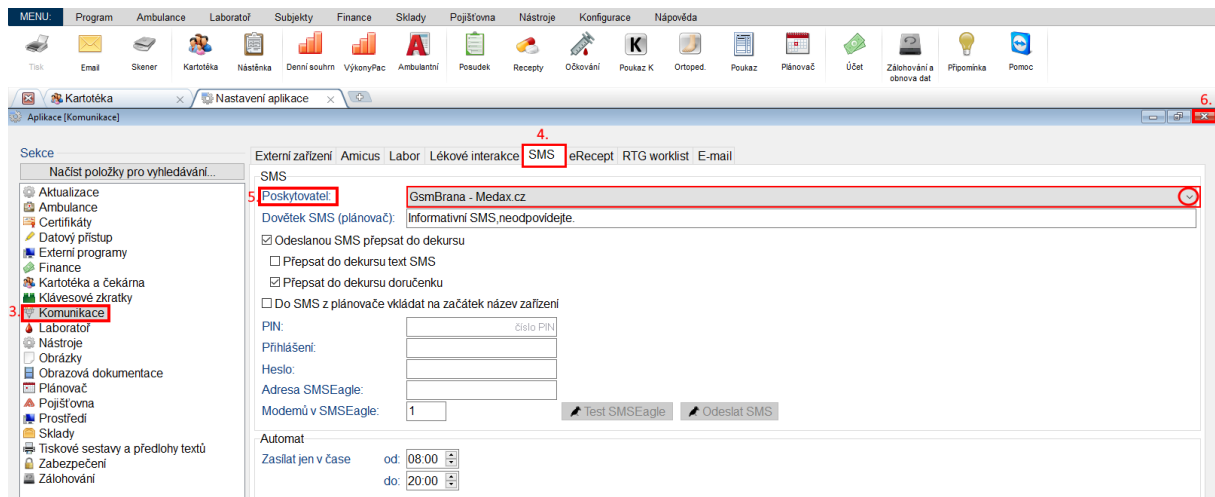 MENU: Program Ambulance Laboratoř Subjekty Finance Sklady Pojišťovna Nástroje Konfigurace Nápověda
Tisk Email Skener Kartotéka Nástěnka Denní souhrn VýkonyPac Ambulantní Posudek Recepty Očkování Poukaz K Ortoped. Poukaz Plánovač Účet Zálohování a obnova dat Připomínka Pomoc
Kartotéka Nastavení aplikace
6.
Aplikace [Komunikace]
4.
Sekce
Externí zařízení Amicus Labor Lékové interakce SMS eRecept RTG worklist E-mail
Načíst položky pro vyhledávání...
SMS
Aktualizace
5. Poskytovatel: GsmBrana - Medax.cz
Ambulance
Certifikáty
Dovětek SMS (plánovač): Informativní SMS,neodpovídejte.
Datový přístup
Odeslanou SMS přepsat do dekursu
Externí programy
Přepsat do dekursu text SMS
Finance
Kartotéka a čekárna
Přepsat do dekursu doručenku
Klávesové zkratky
Do SMS z plánovače vkládat na začátek název zařízení
3. Komunikace
Laboratoř
PIN: číslo PIN
Nástroje
Přihlášení:
Obrázky
Heslo:
Obrazová dokumentace
Plánovač
Adresa SMSEagle:
Pojišťovna
Modemů v SMSEagle: 1 Test SMSEagle Odeslat SMS
Prostředí
Sklady
Automat
Tiskové sestavy a předlohy textů
Zasílat jen v čase od: 08:00
Zabezpečení
Zálohování
do: 20:00